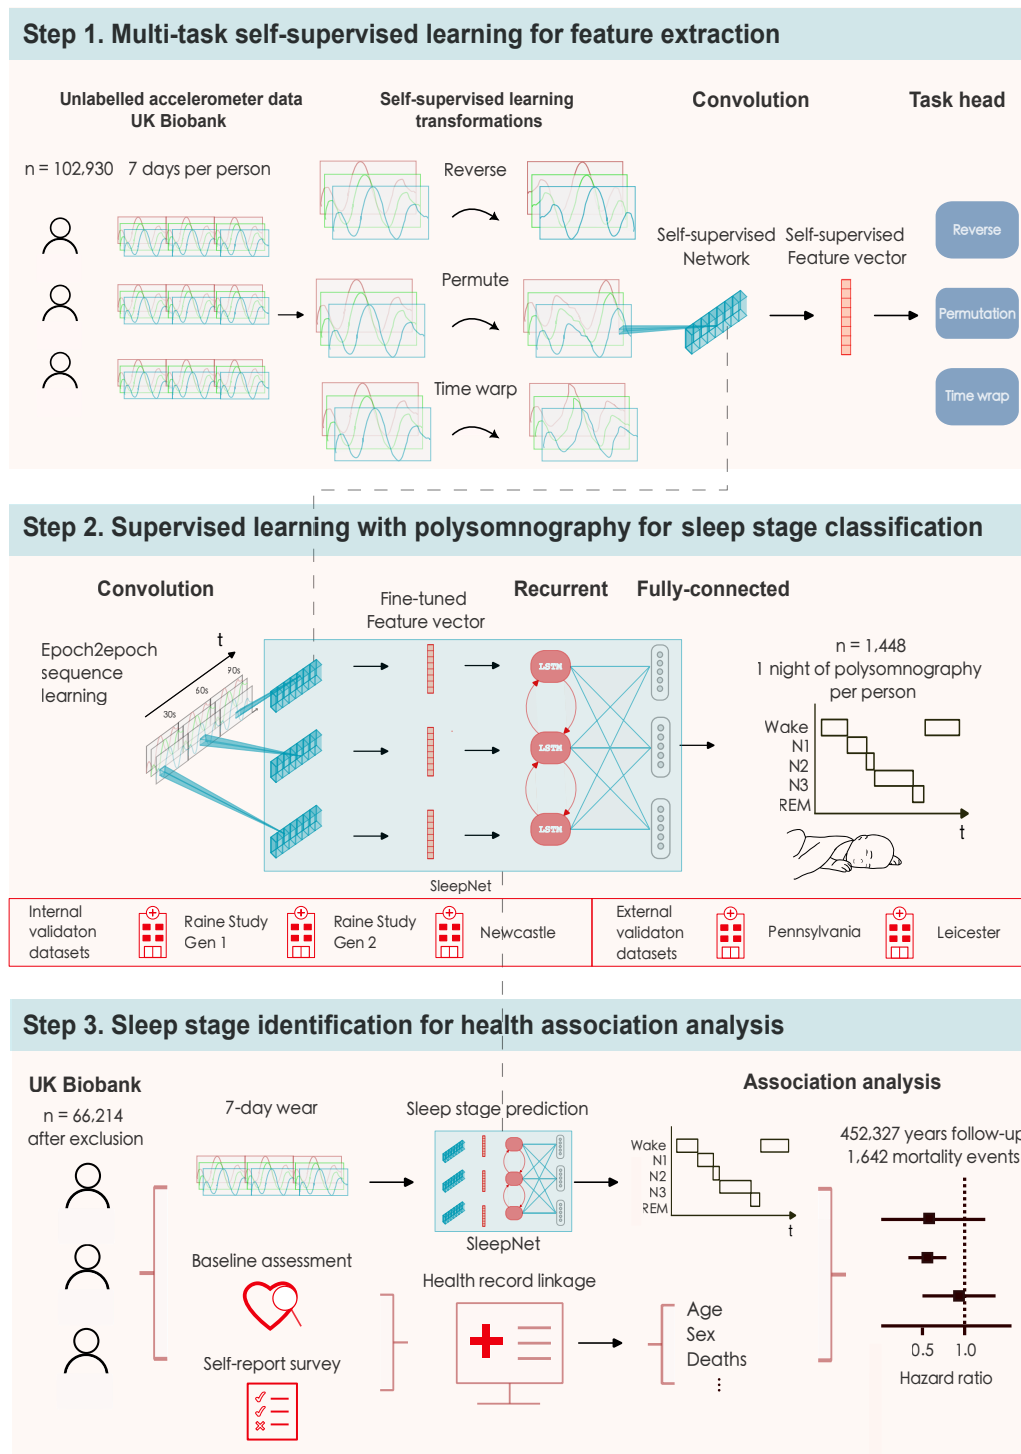 Step 1. Multi-task self-supervised learning for feature extraction
Unlabelled accelerometer data
UK Biobank
Self-supervised learning
transformations
Convolution
Task head
n = 102,930
7 days per person
Reverse
Permute
Time warp
Self-supervised
Network
Self-supervised
Feature vector
Reverse
Permutation
Time wrap
Step 2. Supervised learning with polysomnography for sleep stage classification
Convolution
Fine-tuned
Feature vector
Recurrent
Fully-connected
Epoch2epoch
sequence
learning
t
30s
60s
90s
LSTM
LSTM
LSTM
SleepNet
n = 1,448
1 night of polysomnography
per person
Wake
N1
N2
N3
REM
t
Internal
validaton
datasets
Raine Study
Gen 1
Raine Study
Gen 2
Newcastle
External
validaton
datasets
Pennsylvania
Leicester
Step 3. Sleep stage identification for health association analysis
UK Biobank
n = 66,214
after exclusion
7-day wear
Sleep stage prediction
SleepNet
Wake
N1
N2
N3
REM
t
Association analysis
452,327 years follow-up
1,642 mortality events
Baseline assessment
Self-report survey
Health record linkage
Age
Sex
Deaths
⋮
0.5
1.0
Hazard ratio